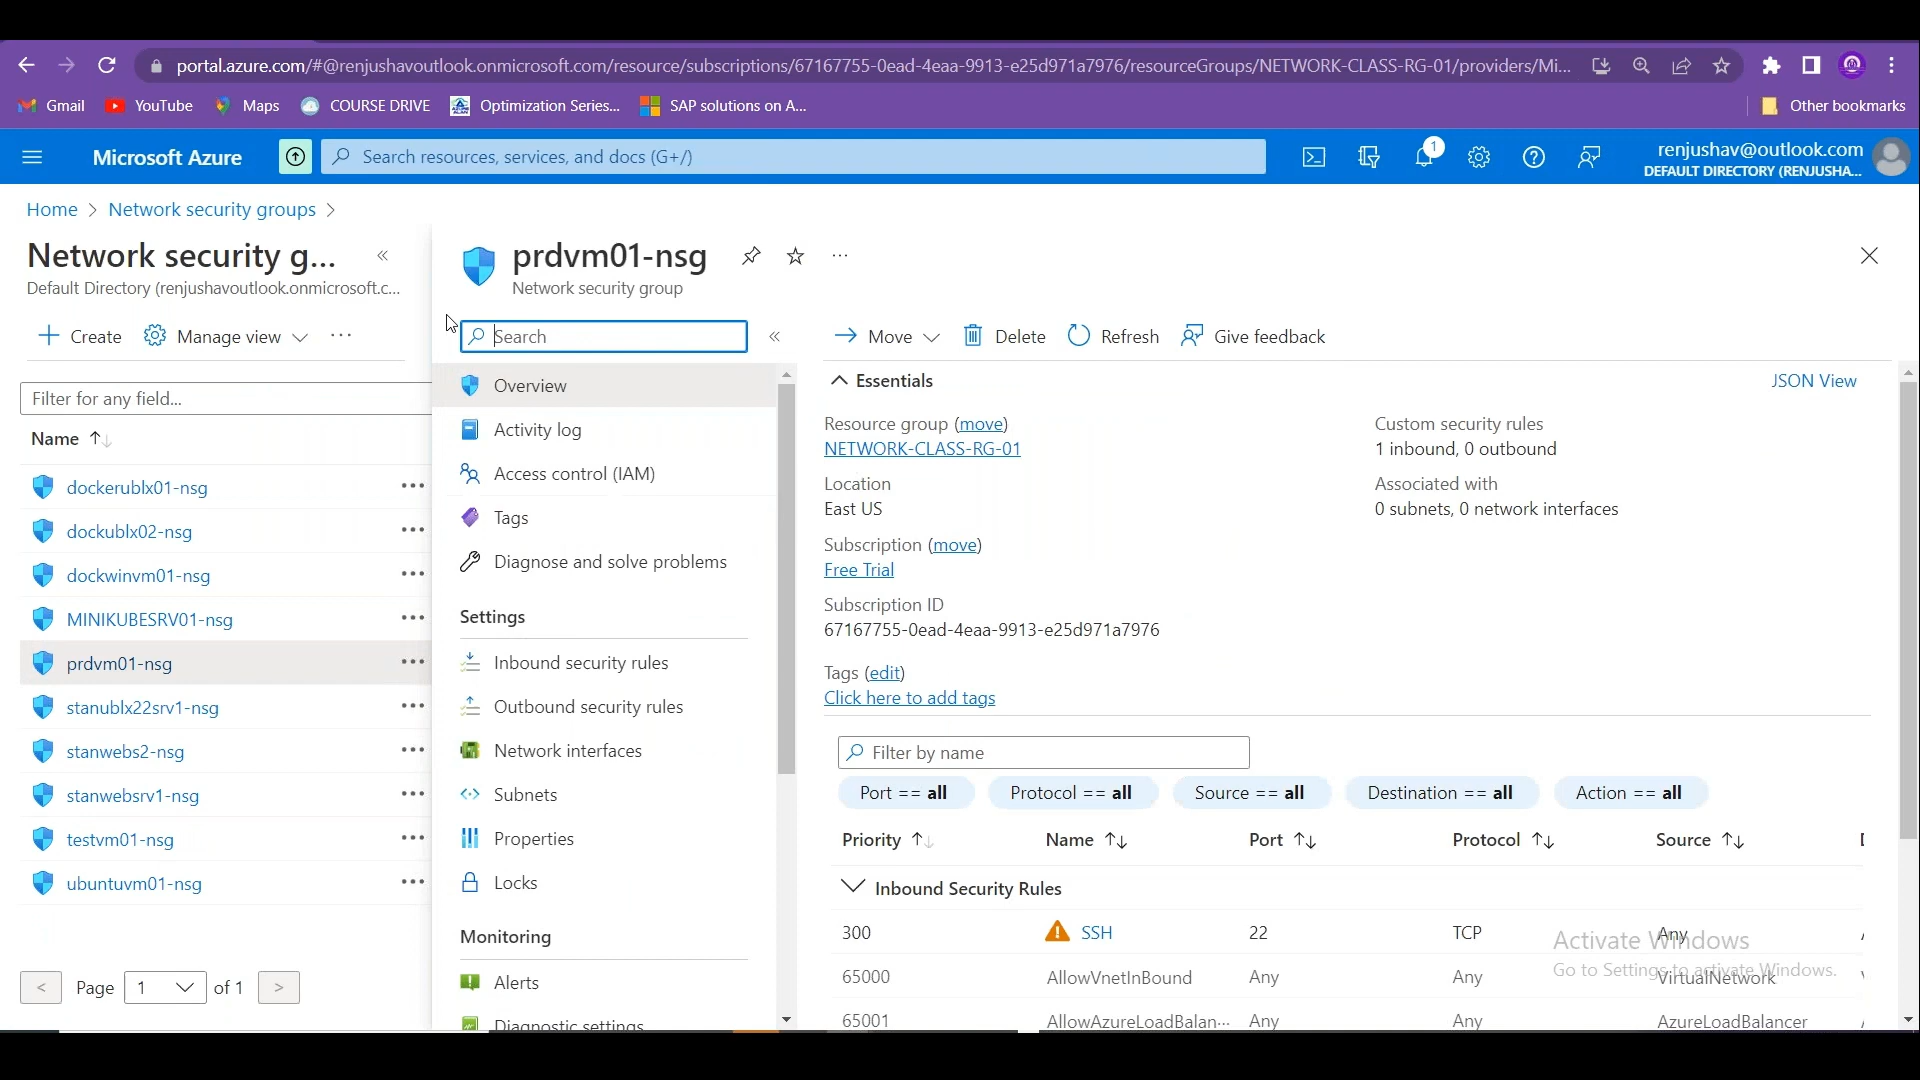 portal.azure.com/#@renjushavoutlook.onmicrosoft.com/resource/subscriptions/67167755-0ead-4eaa-9913-e25d971a7976/resourceGroups/NETWORK-CLASS-RG-01/providers/Mi...
Gmail YouTube Maps COURSE DRIVE Optimization Series... SAP solutions on A... Other bookmarks
Microsoft Azure Search resources, services, and docs (G+/) 1 renjushav@outlook.com
DEFAULT DIRECTORY (RENJUSHA...
Home > Network security groups >
Network security g... «
Default Directory (renjushavoutlook.onmicrosoft.c...
+ Create Manage view ...
Filter for any field...
Name ↑↓
dockerublx01-nsg ...
dockublx02-nsg ...
dockwinvm01-nsg ...
MINIKUBESRV01-nsg ...
prdvm01-nsg ...
stanublx22srv1-nsg ...
stanwebs2-nsg ...
stanwebsrv1-nsg ...
testvm01-nsg ...
ubuntuvm01-nsg ...
< Page 1 of 1 >
prdvm01-nsg ...
Network security group
Search «
Overview
Activity log
Access control (IAM)
Tags
Diagnose and solve problems
Settings
Inbound security rules
Outbound security rules
Network interfaces
Subnets
Properties
Locks
Monitoring
Alerts
Diagnostic settings
Move Delete Refresh Give feedback
Essentials JSON View
Resource group (move)
NETWORK-CLASS-RG-01
Location
East US
Subscription (move)
Free Trial
Subscription ID
67167755-0ead-4eaa-9913-e25d971a7976
Tags (edit)
Click here to add tags
Custom security rules
1 inbound, 0 outbound
Associated with
0 subnets, 0 network interfaces
Filter by name
Port == all Protocol == all Source == all Destination == all Action == all
Priority ↑↓ Name ↑↓ Port ↑↓ Protocol ↑↓ Source ↑↓
Inbound Security Rules
300 SSH 22 TCP Any
65000 AllowVnetInBound Any Any VirtualNetwork
65001 AllowAzureLoadBalan... Any Any AzureLoadBalancer
Activate Windows
Go to Settings to activate Windows.